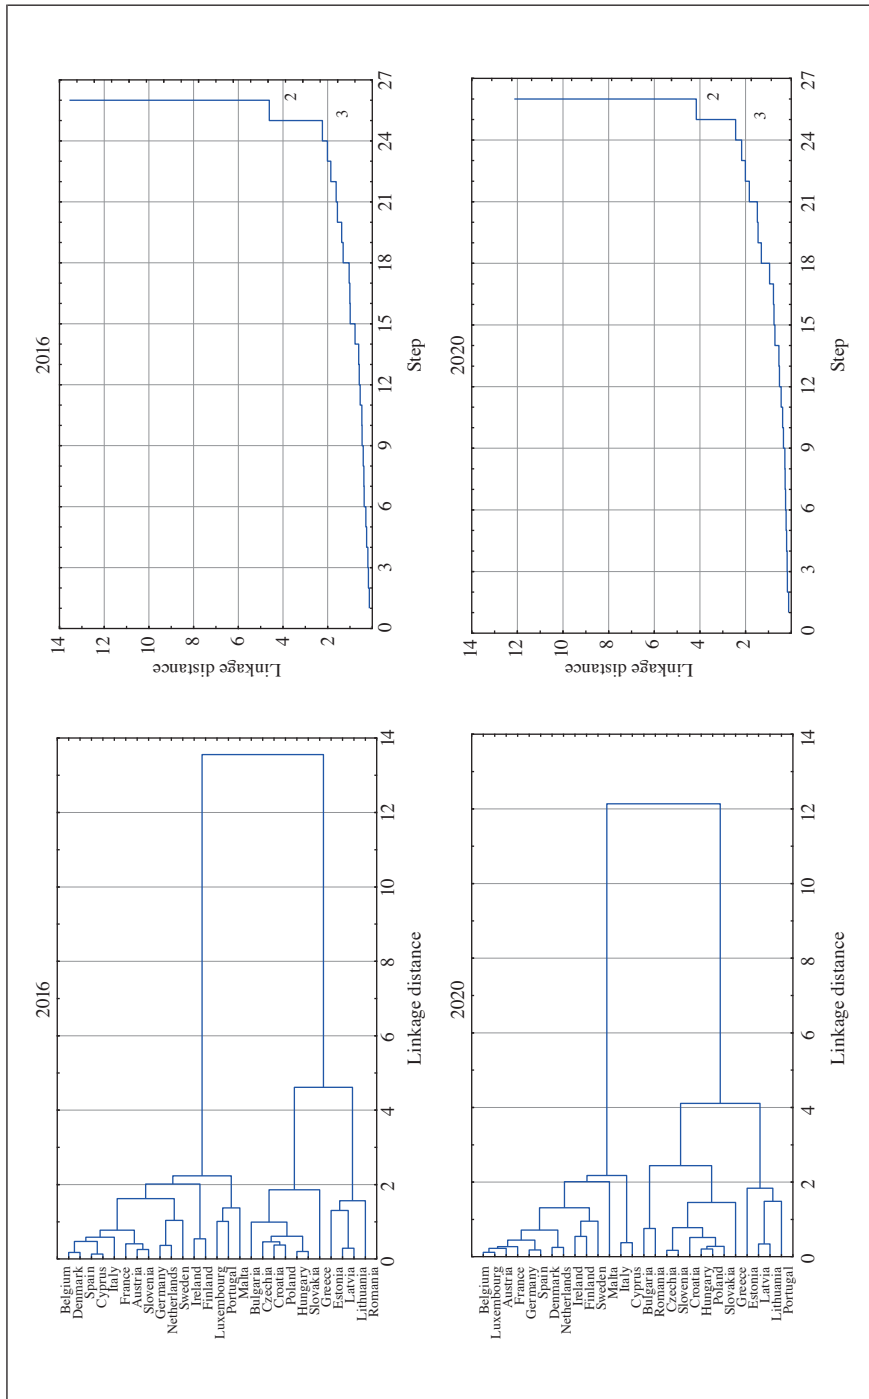 2016
14
12
10
8
6
4
2
Linkage distance
2
3
0
3
6
9
12
15
18
21
24
27
Step
2020
14
12
10
8
6
4
2
Linkage distance
2
3
0
3
6
9
12
15
18
21
24
27
Step
2016
Belgium
Denmark
Spain
Cyprus
Italy
France
Austria
Slovenia
Germany
Netherlands
Sweden
Ireland
Finland
Luxembourg
Portugal
Malta
Bulgaria
Czechia
Croatia
Poland
Hungary
Slovakia
Greece
Estonia
Latvia
Lithuania
Romania
0
2
4
6
8
10
12
14
Linkage distance
2020
Belgium
Luxembourg
Austria
France
Germany
Spain
Denmark
Netherlands
Ireland
Finland
Sweden
Malta
Italy
Cyprus
Bulgaria
Romania
Czechia
Slovenia
Croatia
Hungary
Poland
Slovakia
Greece
Estonia
Latvia
Lithuania
Portugal
0
2
4
6
8
10
12
14
Linkage distance